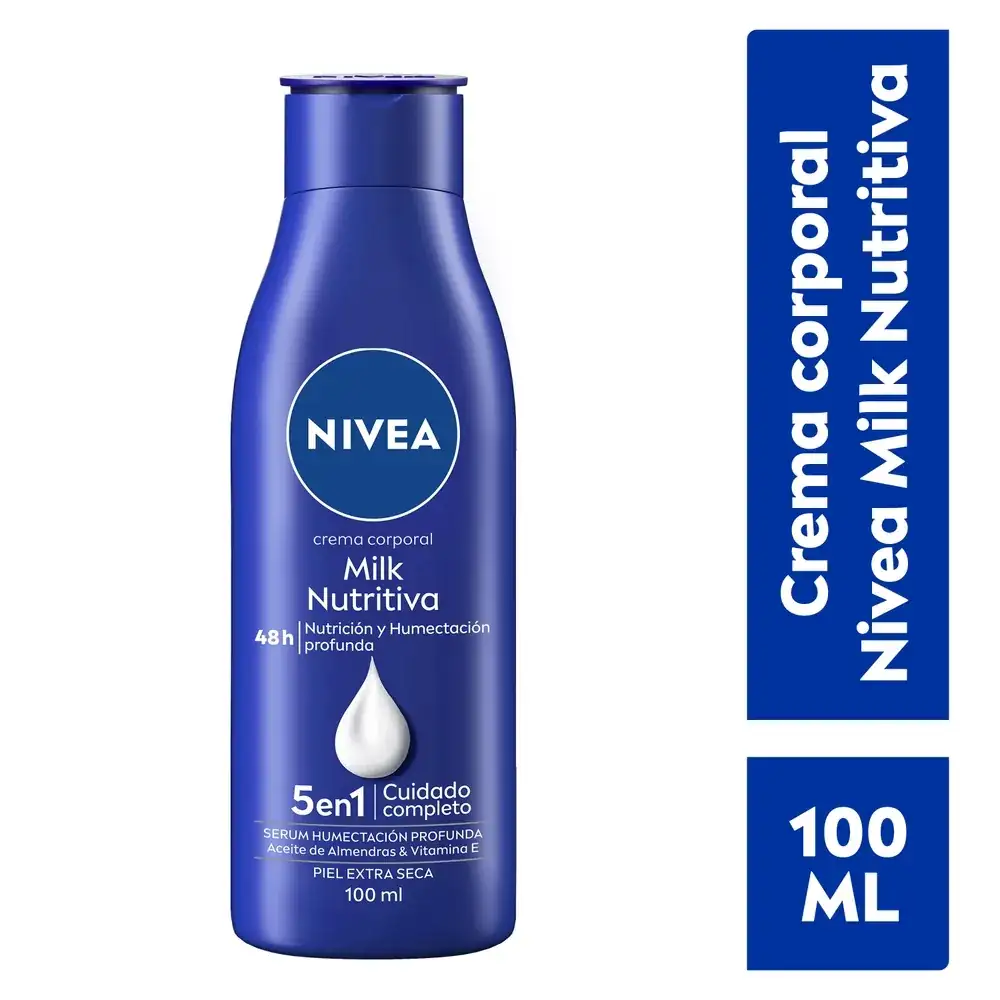 NIVEA
NIVEA
crema corporal
Milk
Nutritiva
48h
Nutrición y Humectación
profunda
5en1
Cuidado
completo
SERUM HUMECTACIÓN PROFUNDA
Aceite de Almendras & Vitamina E
PIEL EXTRA SECA
100 ml
Crema corporal
Nivea Milk Nutritiva
100
ML